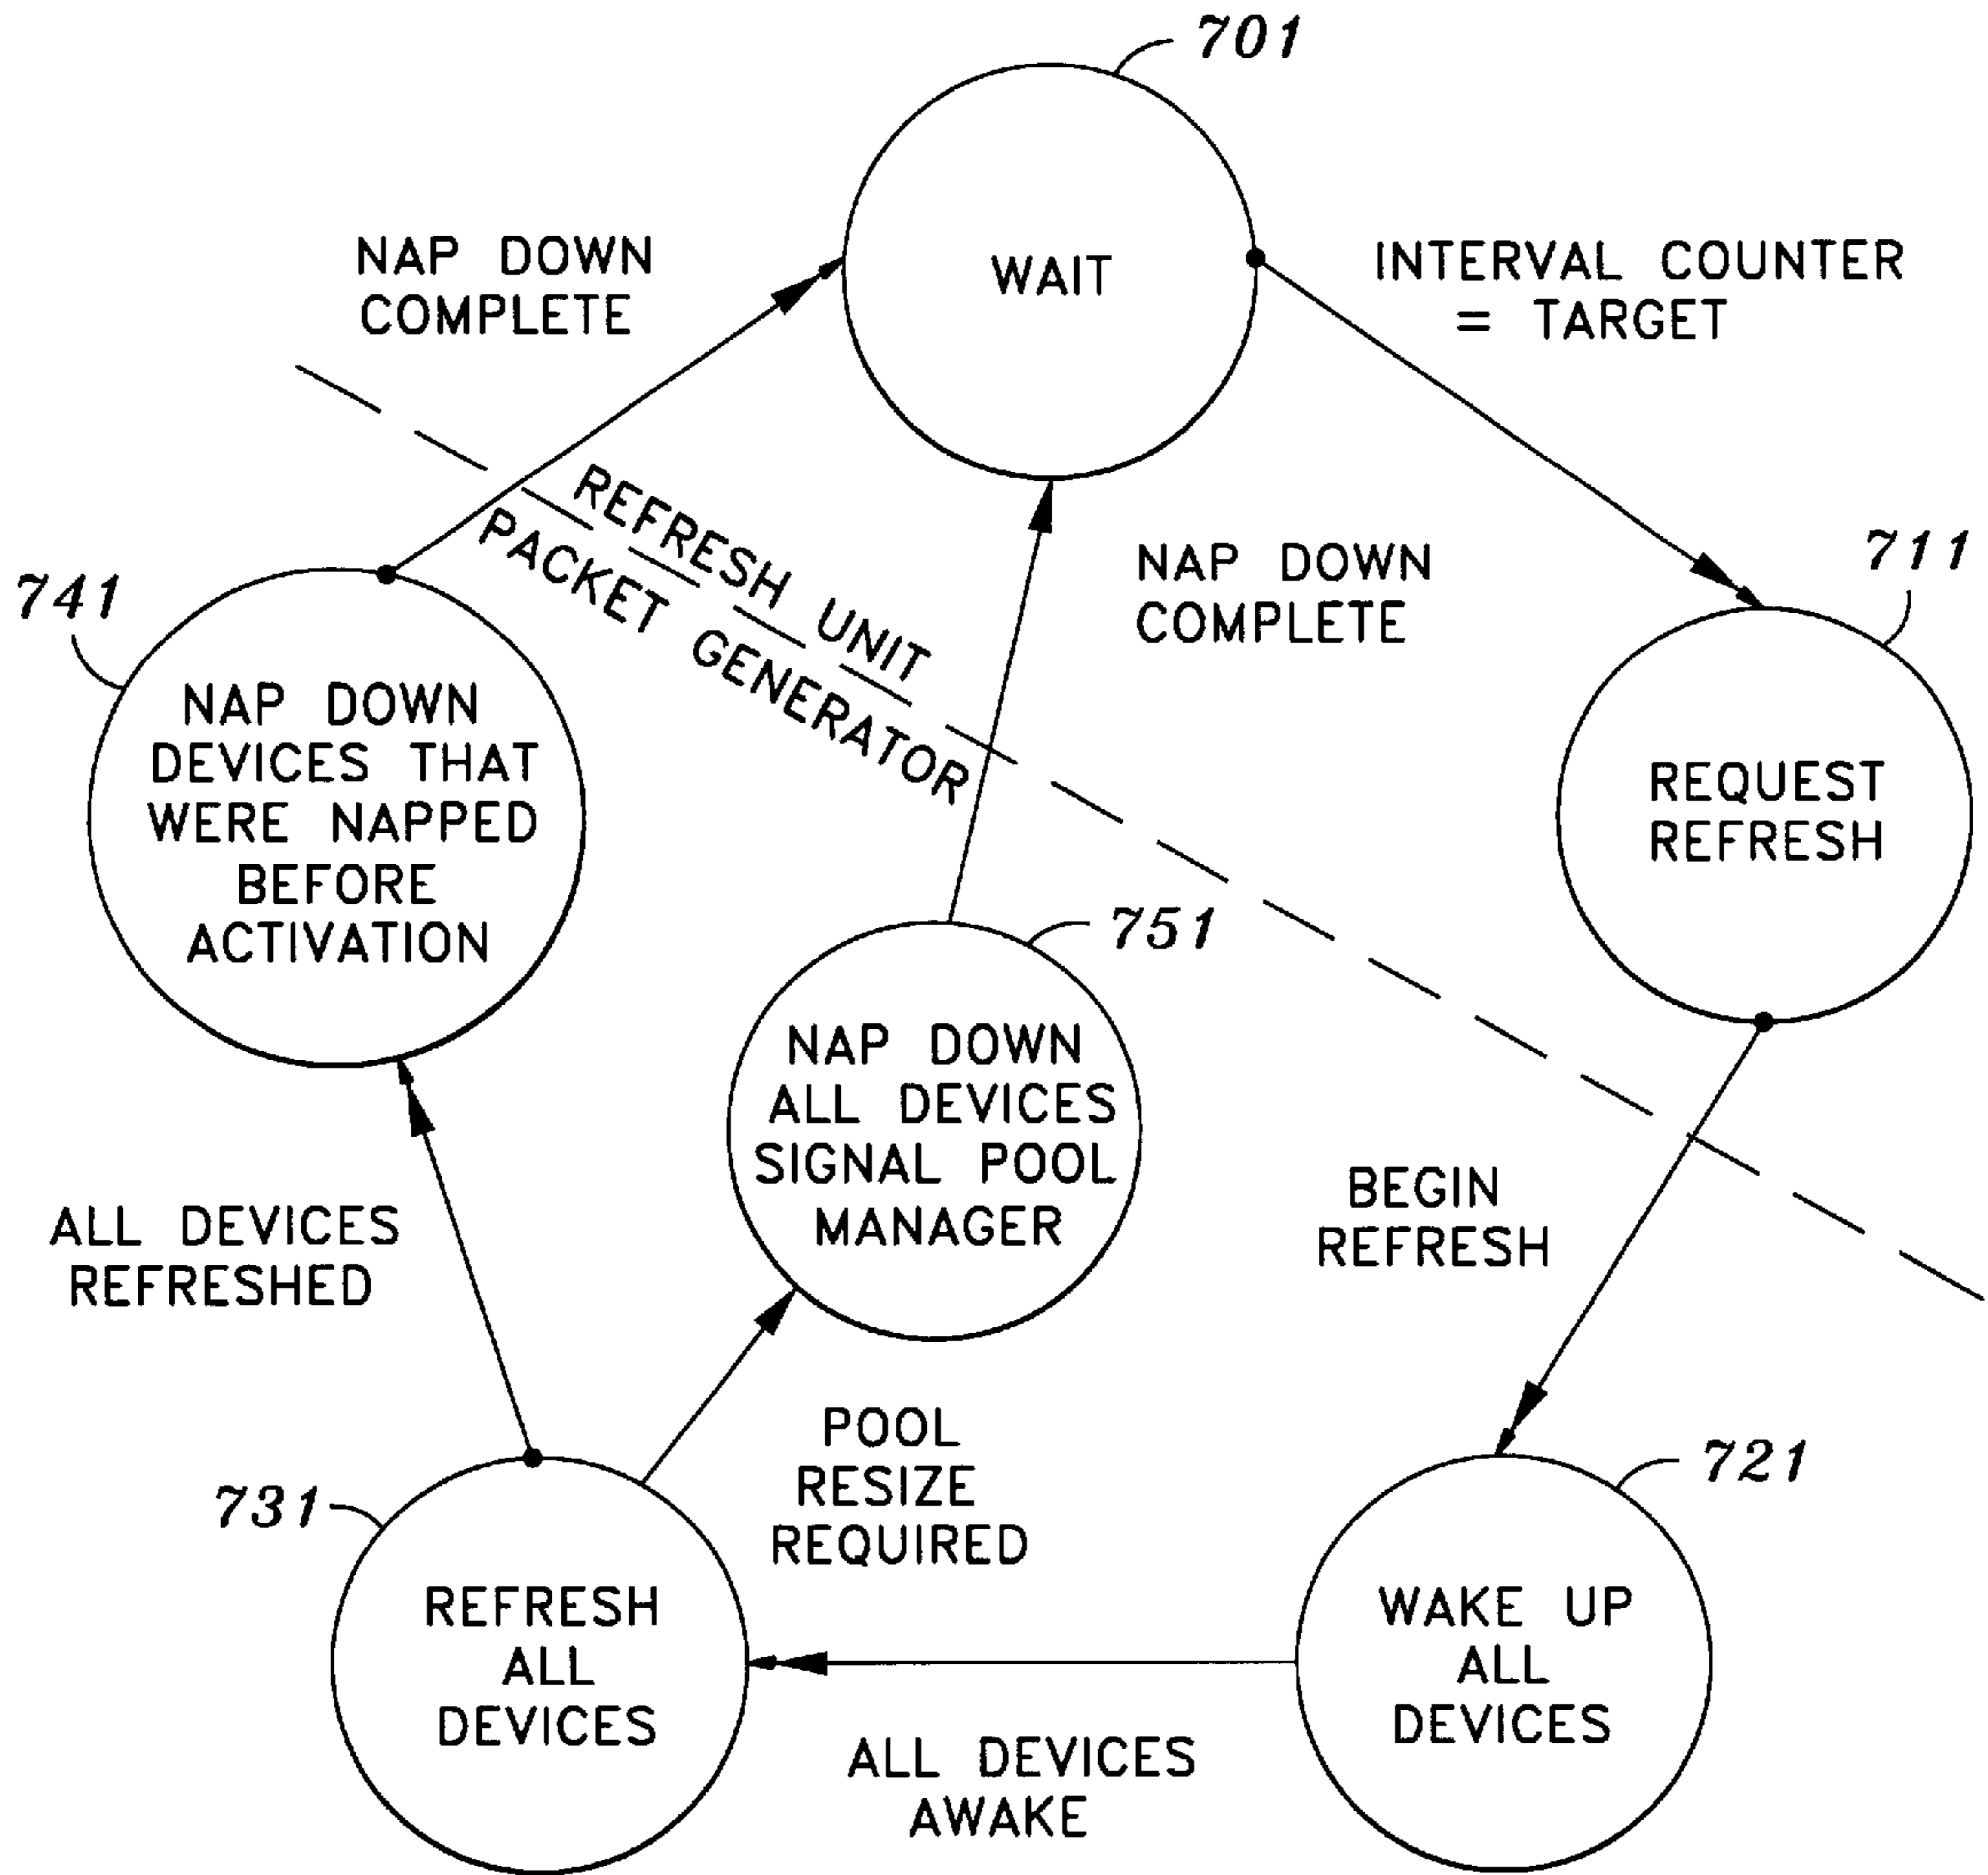 701
WAIT
NAP DOWN
COMPLETE
INTERVAL COUNTER
= TARGET
REFRESH UNIT
PACKET GENERATOR
NAP DOWN
COMPLETE
711
REQUEST
REFRESH
741
NAP DOWN
DEVICES THAT
WERE NAPPED
BEFORE
ACTIVATION
751
NAP DOWN
ALL DEVICES
SIGNAL POOL
MANAGER
BEGIN
REFRESH
ALL DEVICES
REFRESHED
POOL
RESIZE
REQUIRED
721
WAKE UP
ALL
DEVICES
731
REFRESH
ALL
DEVICES
ALL DEVICES
AWAKE